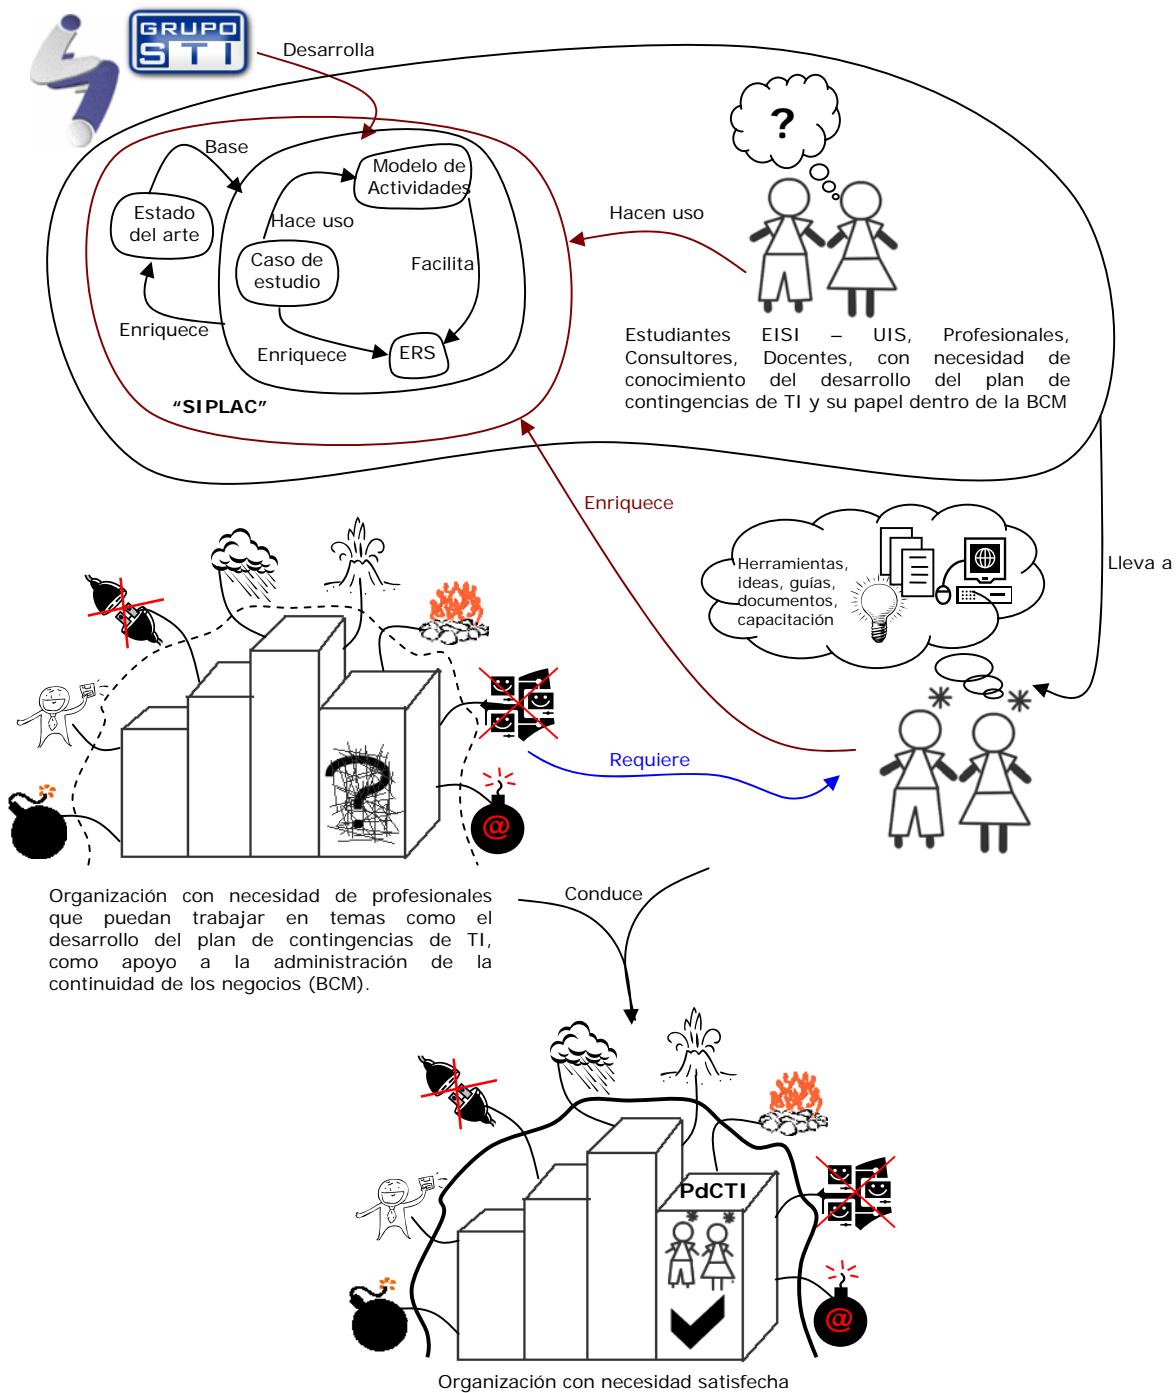 GRUPO
STI
Desarrolla
?
Base
Modelo de
Actividades
Estado
del arte
Hace uso
Hacen uso
Caso de
estudio
Facilita
Enriquece
Enriquece
ERS
“SIPLAC”
Estudiantes EISI – UIS, Profesionales,
Consultores, Docentes, con necesidad de
conocimiento del desarrollo del plan de
contingencias de TI y su papel dentro de la BCM
Enriquece
Herramientas,
ideas, guías,
documentos,
capacitación
Lleva a
Requiere
?
@
Organización con necesidad de profesionales
que puedan trabajar en temas como el
desarrollo del plan de contingencias de TI,
como apoyo a la administración de la
continuidad de los negocios (BCM).
Conduce
PdCTI
@
Organización con necesidad satisfecha